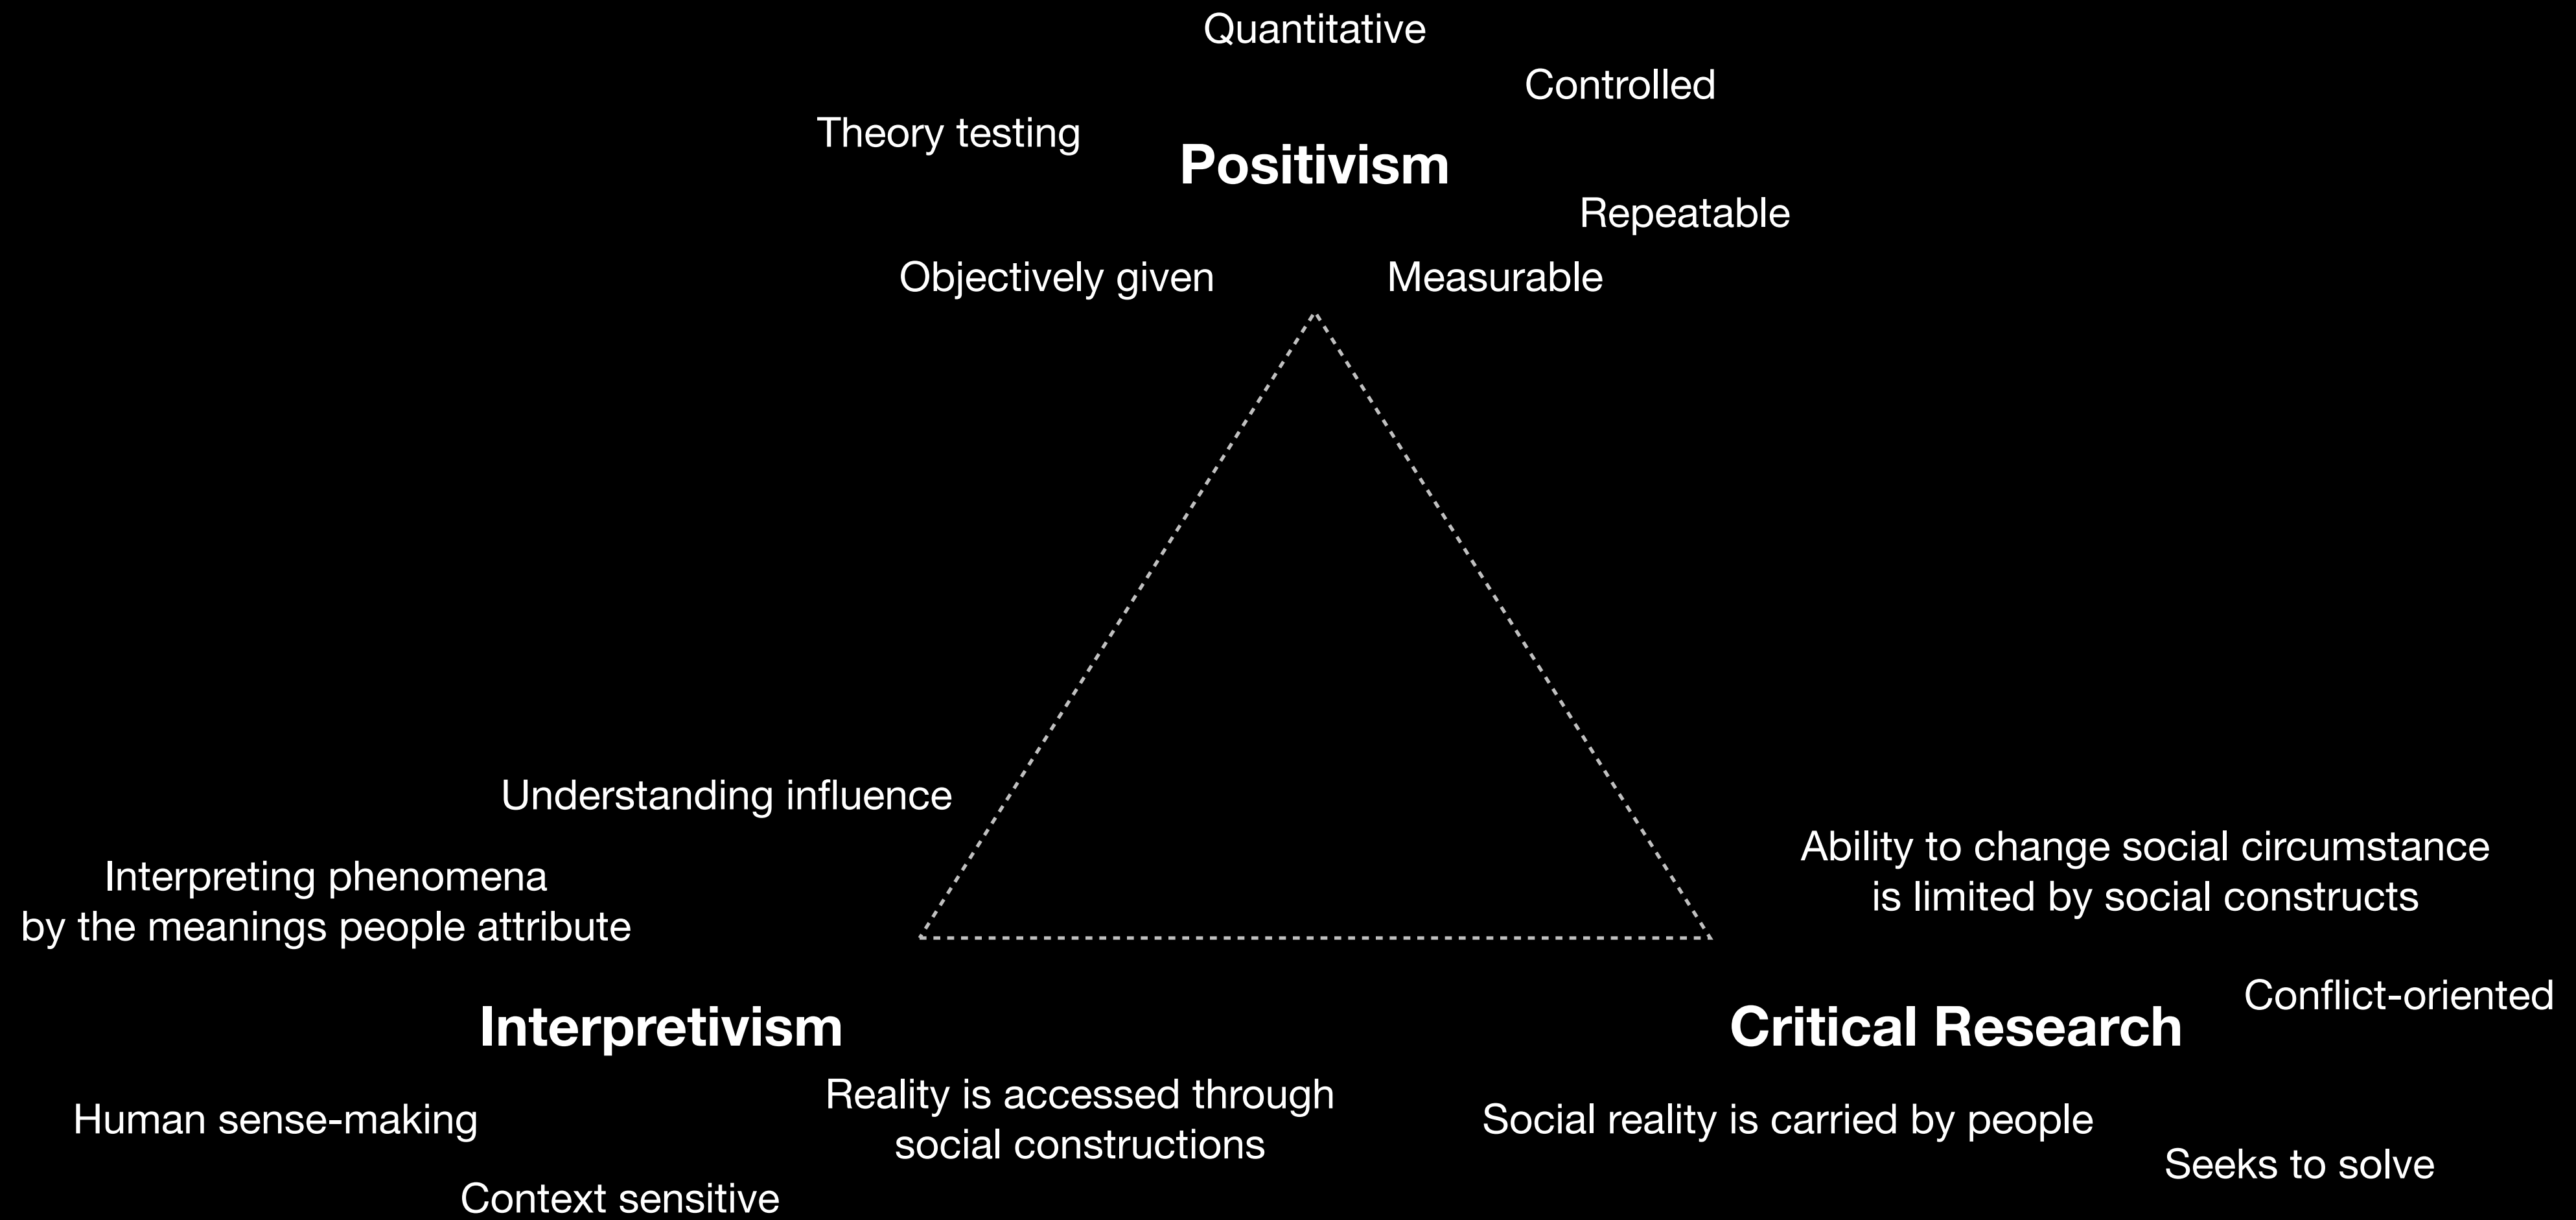 Quantitative
Controlled
Theory testing
Positivism
Repeatable
Objectively given
Measurable
Understanding influence
Interpreting phenomena
by the meanings people attribute
Ability to change social circumstance
is limited by social constructs
Conflict-oriented
Interpretivism
Critical Research
Human sense-making
Reality is accessed through
social constructions
Social reality is carried by people
Seeks to solve
Context sensitive